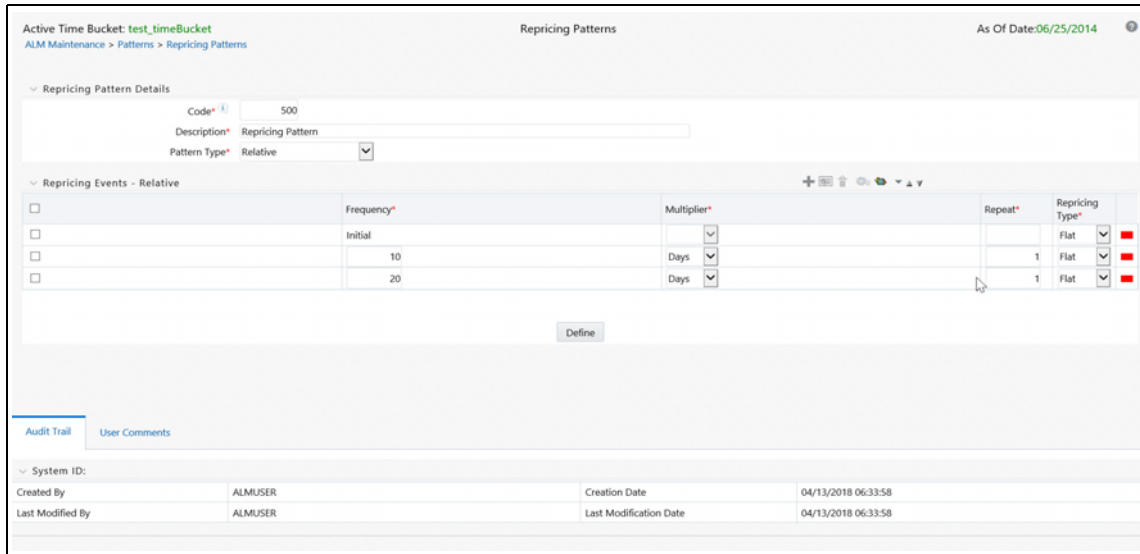 Active Time Bucket: test_timeBucket Repricing Patterns As Of Date:06/25/2014
ALM Maintenance > Patterns > Repricing Patterns
Repricing Pattern Details
Code* 500
Description* Repricing Pattern
Pattern Type* Relative
Repricing Events - Relative
Frequency* Multiplier* Repeat* Repricing Type*
Initial Flat
10 Days 1 Flat
20 Days 1 Flat
Define
Audit Trail User Comments
System ID:
Created By ALMUSER Creation Date 04/13/2018 06:33:58
Last Modified By ALMUSER Last Modification Date 04/13/2018 06:33:58